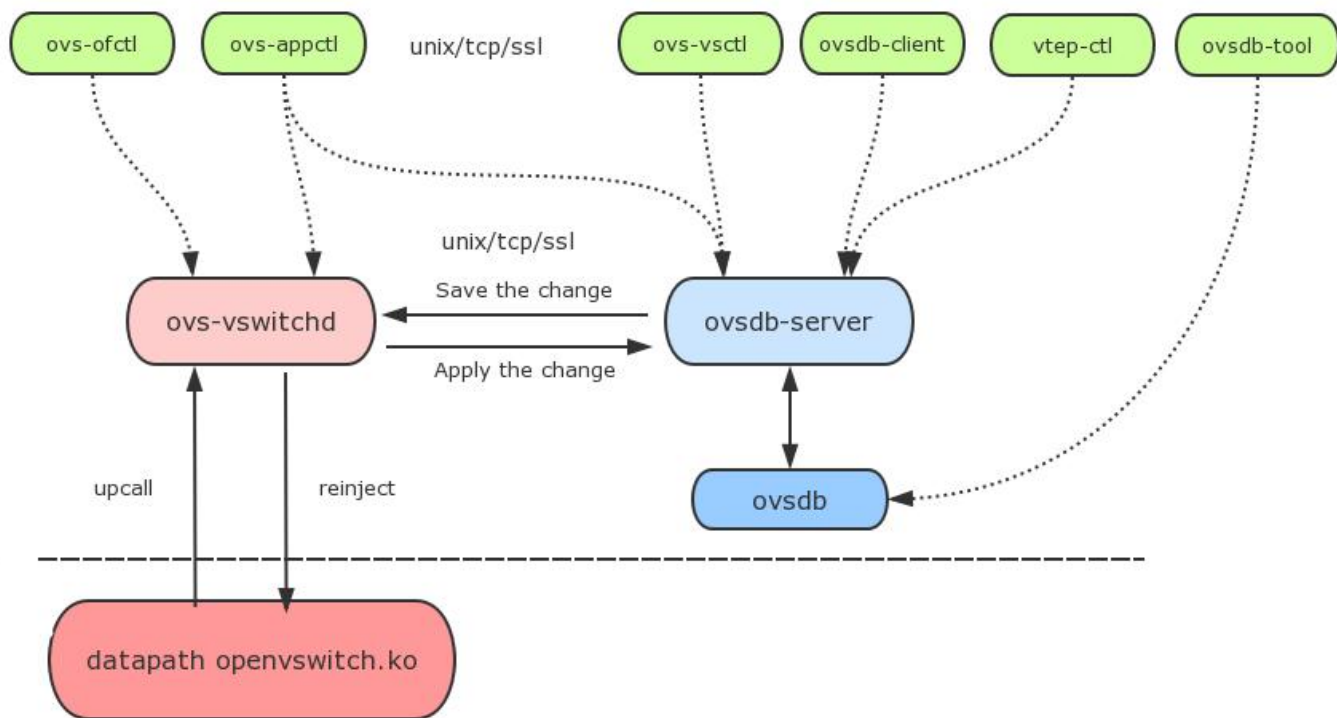 ovs-ofctl
ovs-appctl
unix/tcp/ssl
ovs-vsctl
ovsdb-client
vtep-ctl
ovsdb-tool
unix/tcp/ssl
Save the change
ovs-vswitchd
ovsdb-server
Apply the change
upcall
reinject
ovsdb
datapath openvswitch.ko